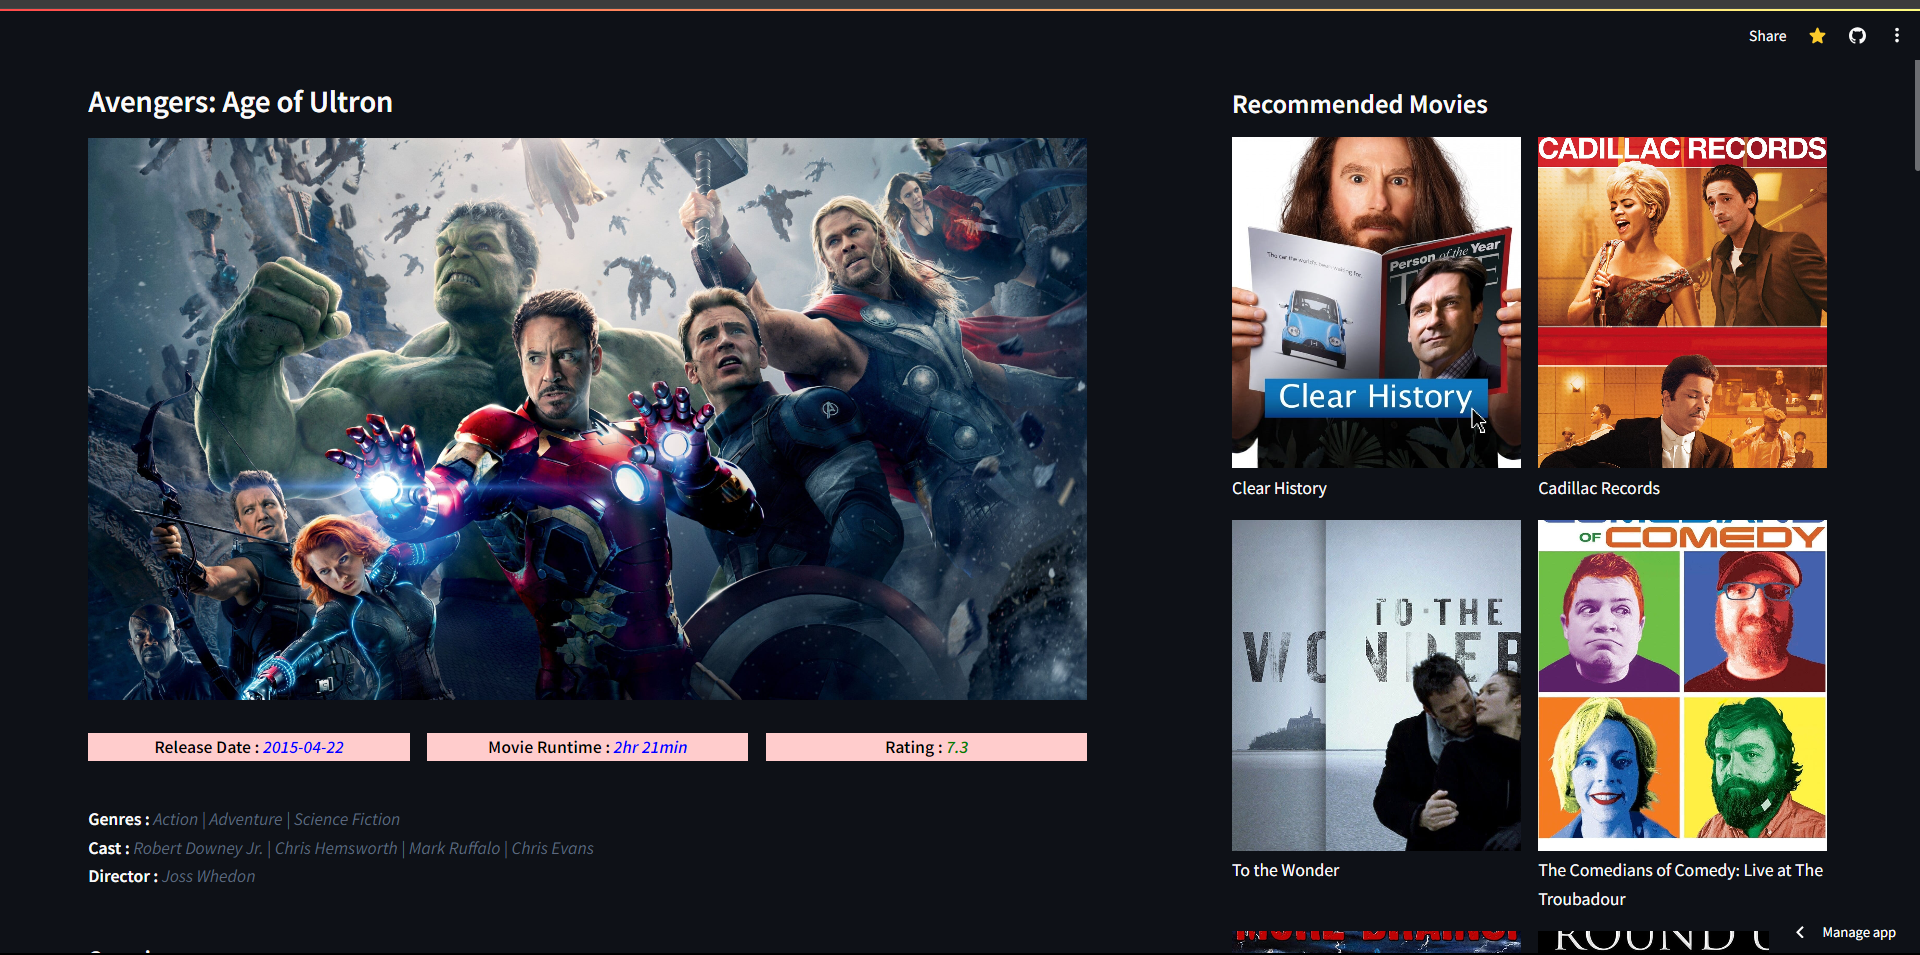 Share
Avengers: Age of Ultron
Release Date : 2015-04-22
Movie Runtime : 2hr 21min
Rating : 7.3
Genres : Action | Adventure | Science Fiction
Cast : Robert Downey Jr. | Chris Hemsworth | Mark Ruffalo | Chris Evans
Director : Joss Whedon
Recommended Movies
Person of the Year
Clear History
Clear History
CADILLAC RECORDS
Cadillac Records
TO THE
WONDER
To the Wonder
OF COMEDY
The Comedians of Comedy: Live at The
Troubadour
ROUND
Manage app